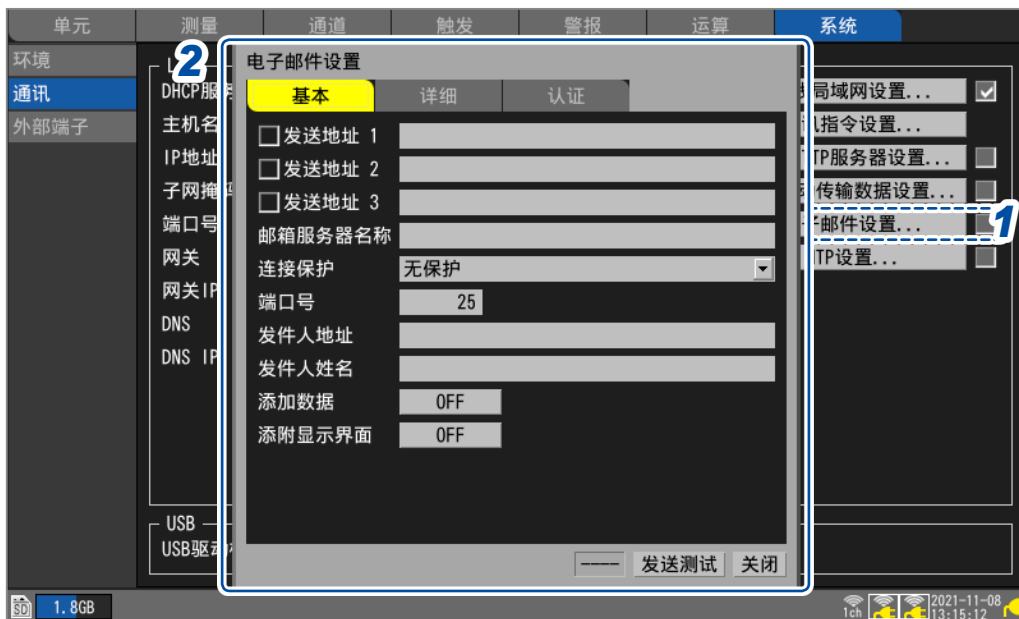 单元 测量 通道 触发 警报 运算 系统
环境
通讯
外部端子
2
DHCP服务
主机名
IP地址
子网掩码
端口号
网关
网关IP
DNS
DNS IP
电子邮件设置
基本 详细 认证
发送地址 1
发送地址 2
发送地址 3
邮箱服务器名称
连接保护 无保护
端口号 25
发件人地址
发件人姓名
添加数据 OFF
添附显示界面 OFF
---- 发送测试 关闭
局域网设置...
指令设置...
TP服务器设置...
传输数据设置...
子邮件设置...
1
TP设置...
USB
USB驱动
SD 1.8GB
1ch
2021-11-08
13:15:12